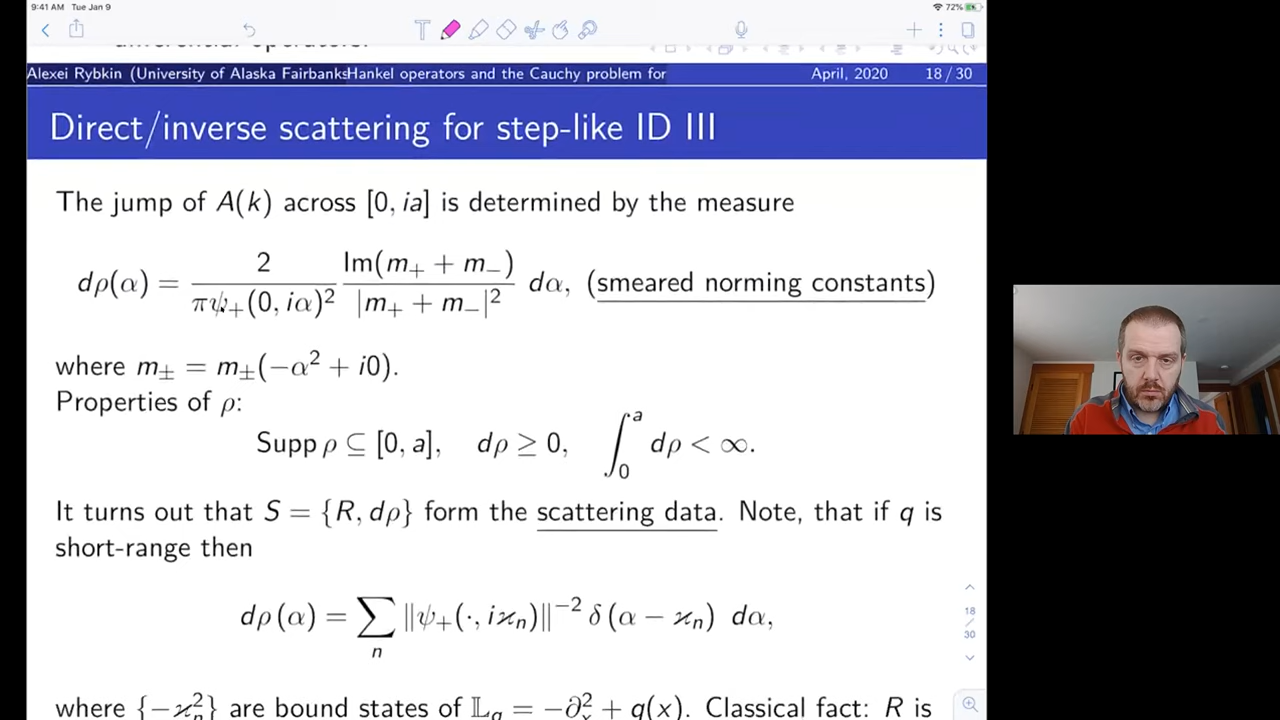 9:41 AM Tue Jan 9
72%
Alexei Rybkin (University of Alaska Fairbanks Hankel operators and the Cauchy problem for April, 2020 18 / 30
Direct/inverse scattering for step-like ID III
The jump of A(k) across [0, ia] is determined by the measure
dρ(α) = 2/(πψ₊(0, iα)²) Im(m₊ + m₋)/|m₊ + m₋|² dα, (smeared norming constants)
where m± = m±(−α² + i0).
Properties of ρ:
Supp ρ ⊆ [0, a], dρ ≥ 0, ∫₀ᵃ dρ < ∞.
It turns out that S = {R, dρ} form the scattering data. Note, that if q is
short-range then
dρ (α) = ∑ₙ ‖ψ₊(·, iϰₙ)‖⁻² δ (α − ϰₙ) dα,
where {−ϰₙ²} are bound states of 𝕃q = −∂ₓ² + q(x). Classical fact: R is
18
/
30